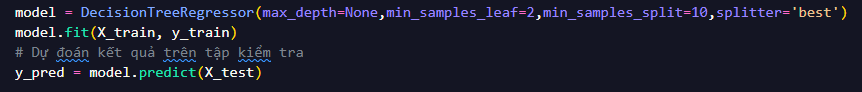 model = DecisionTreeRegressor(max_depth=None,min_samples_leaf=2,min_samples_split=10,splitter='best')
model.fit(X_train, y_train)
# Dự đoán kết quả trên tập kiểm tra
y_pred = model.predict(X_test)